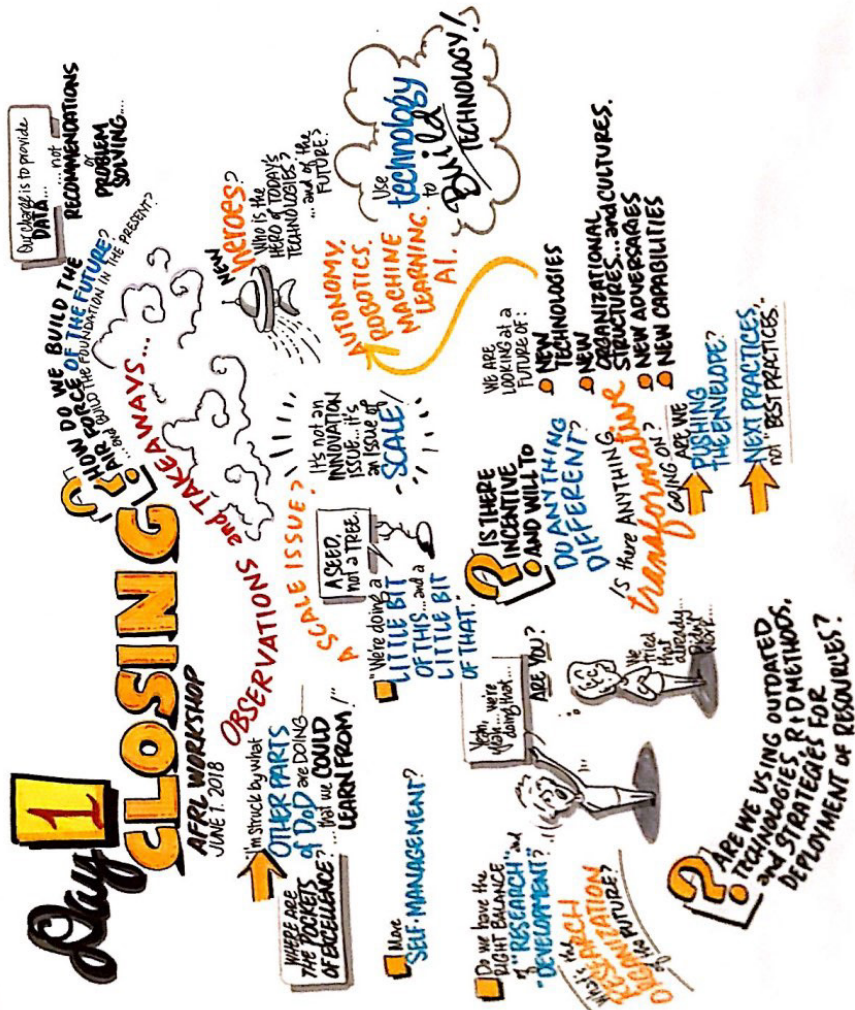 Day 1
CLOSING
AFRL WORKSHOP
JUNE 1. 2018
HOW DO WE BUILD THE
AIR FORCE OF THE FUTURE?
...and BUILD THE FOUNDATION IN THE PRESENT?
Our charge is to provide
DATA...
...not
RECOMMENDATIONS
or
PROBLEM
SOLVING...
OBSERVATIONS and TAKEAWAYS...
"I'm struck by what
OTHER PARTS
of DoD are DOING
...that we COULD
LEARN FROM!"
WHERE ARE
THE POCKETS
OF EXCELLENCE?
More
SELF-MANAGEMENT?
A SCALE ISSUE?
A SEED,
not a TREE.
It's not an
INNOVATION
ISSUE...it's
an issue of
SCALE!
"We're doing a
LITTLE BIT
OF THIS...and a
LITTLE BIT
OF THAT."
NEW
heroes?
Who is the
HERO of TODAY'S
TECHNOLOGIES?
...and of the
FUTURE?
AUTONOMY.
ROBOTICS.
MACHINE
LEARNING.
AI.
Use
technology
to
Build
TECHNOLOGY!
Do we have the
RIGHT BALANCE
of "RESEARCH" and
"DEVELOPMENT"?
What's the
RESEARCH
ORGANIZATION
of the FUTURE?
Yeah,
yeah...we're
doing that...
ARE YOU?
We
tried
that
already...
Didn't
work...
? IS THERE
INCENTIVE
AND WILL TO
DO ANYTHING
DIFFERENT?
Is there ANYTHING
transformative
GOING ON?
ARE WE
PUSHING
THE ENVELOPE?
NEXT PRACTICES,
not "BEST PRACTICES".
WE ARE
LOOKING at a
FUTURE OF:
NEW
TECHNOLOGIES
NEW
ORGANIZATIONAL
STRUCTURES...and CULTURES.
NEW ADVERSARIES
NEW CAPABILITIES
? ARE WE USING OUTDATED
TECHNOLOGIES, R+D METHODS,
and STRATEGIES FOR
DEPLOYMENT OF RESOURCES?